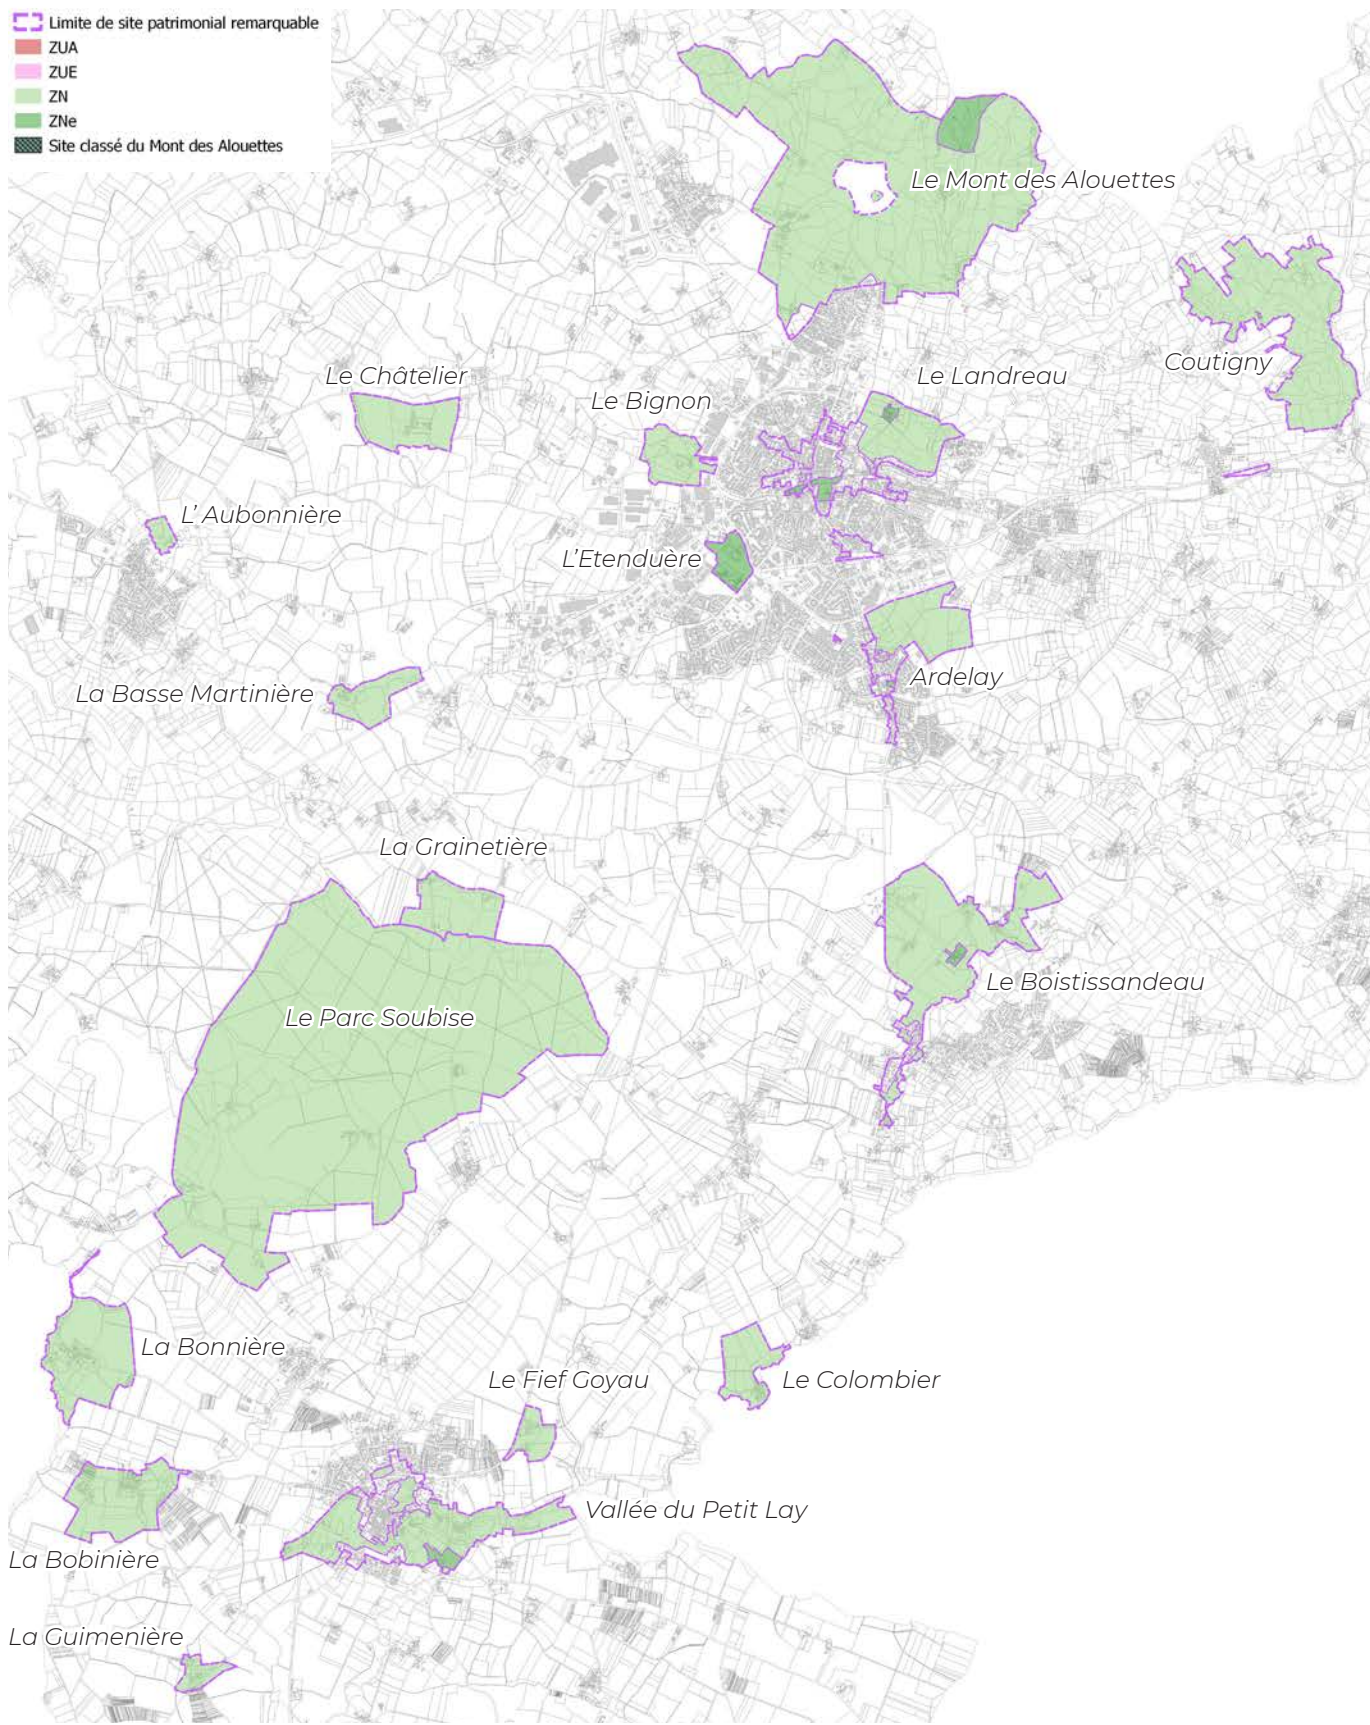 Limite de site patrimonial remarquable
ZUA
ZUE
ZN
ZNe
Site classé du Mont des Alouettes
Le Mont des Alouettes
Coutigny
Le Châtelier
Le Landreau
Le Bignon
L' Aubonnière
L'Etenduère
Ardelay
La Basse Martinière
La Grainetière
Le Boistissandeau
Le Parc Soubise
La Bonnière
Le Fief Goyau
Le Colombier
Vallée du Petit Lay
La Bobinière
La Guimenière